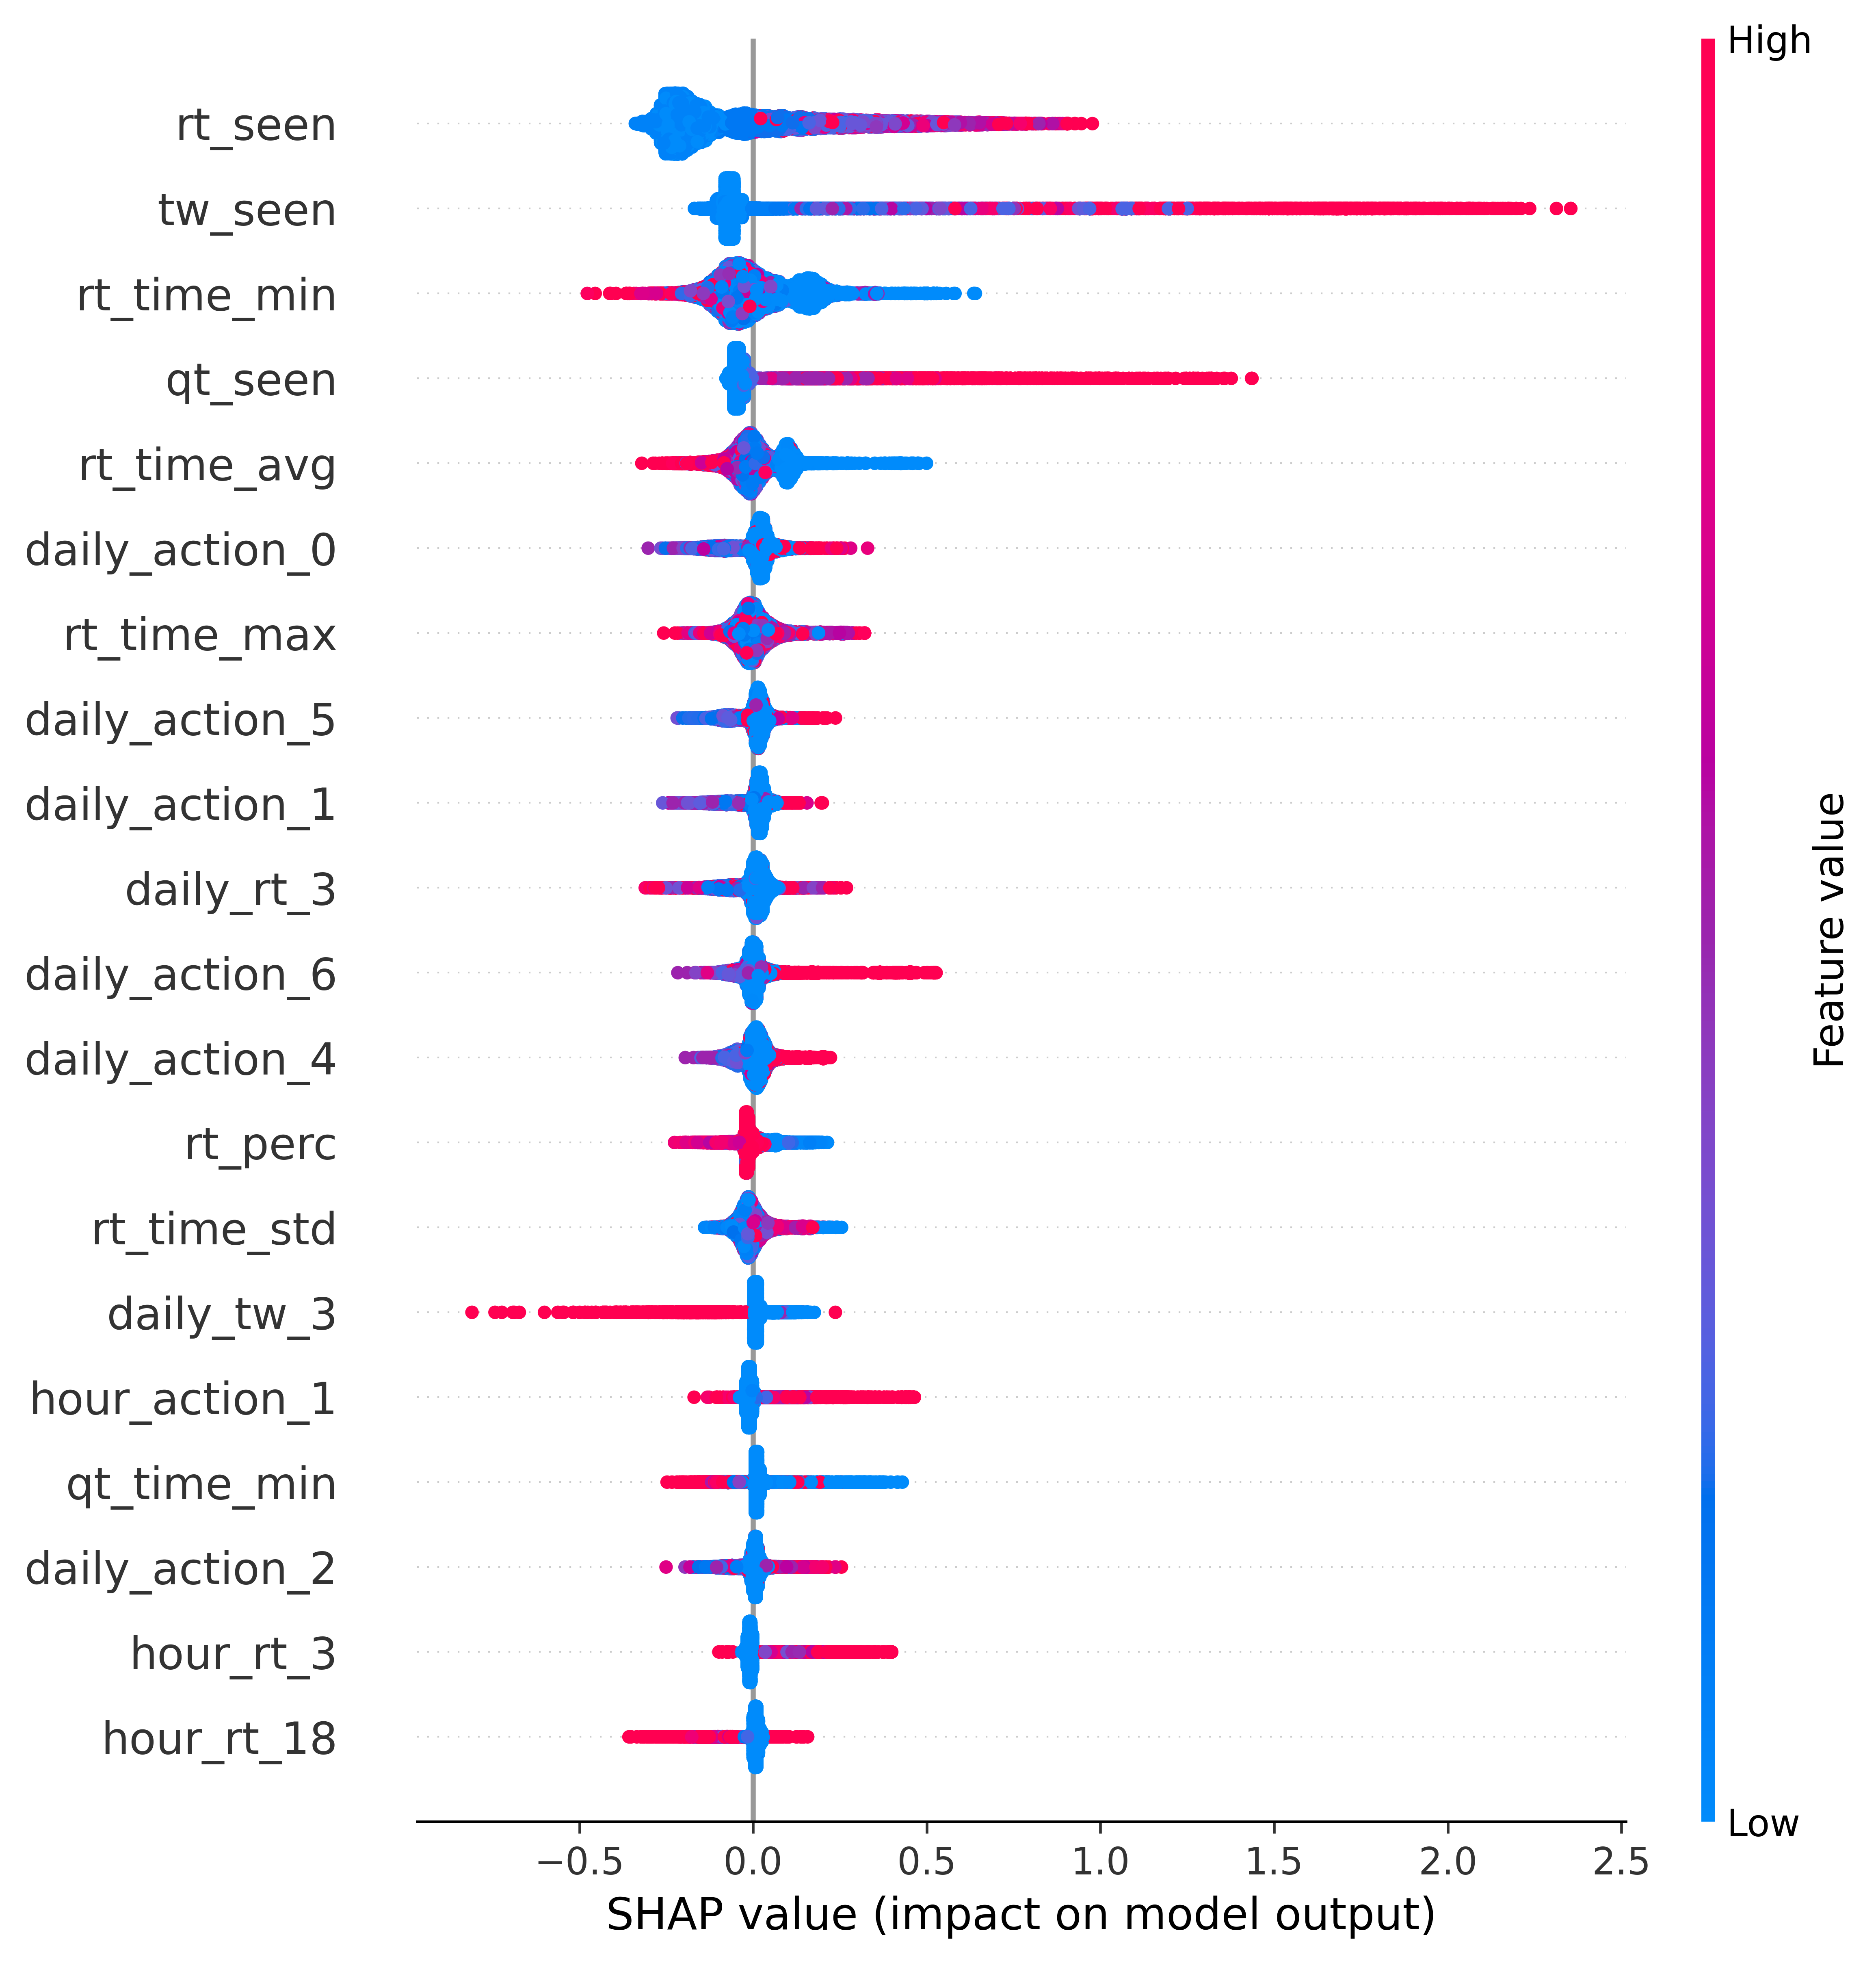 High
rt_seen
tw_seen
rt_time_min
qt_seen
rt_time_avg
daily_action_0
rt_time_max
daily_action_5
daily_action_1
daily_rt_3
daily_action_6
daily_action_4
rt_perc
rt_time_std
daily_tw_3
hour_action_1
qt_time_min
daily_action_2
hour_rt_3
hour_rt_18
Feature value
Low
−0.5 0.0 0.5 1.0 1.5 2.0 2.5
SHAP value (impact on model output)